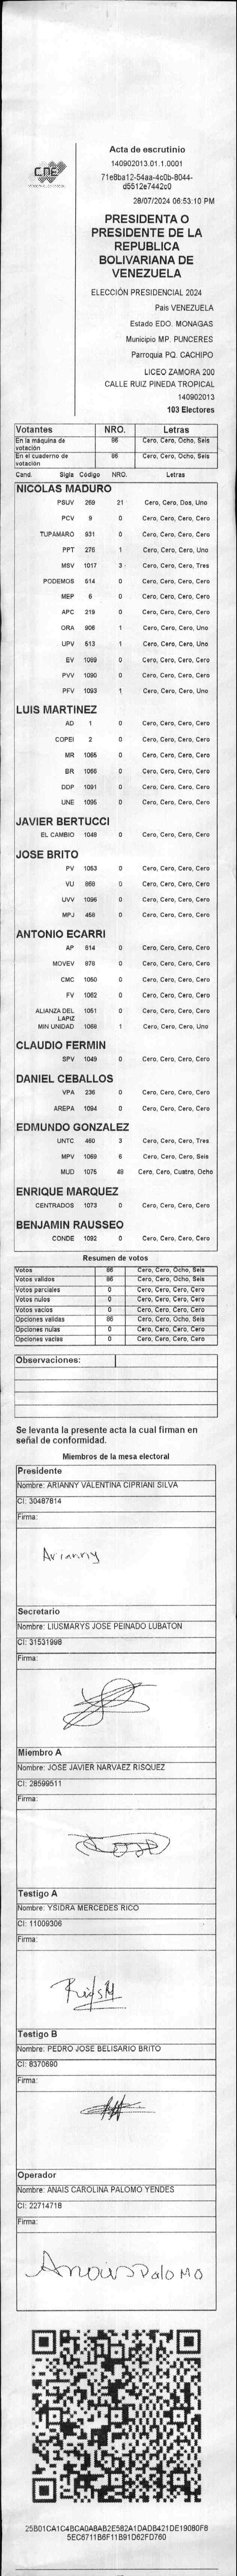 CNE
Acta de escrutinio
140902013.01.1.0001
71e8ba12-54aa-4c0b-8044-
d5512e7442c0
28/07/2024 06:53:10 PM
PRESIDENTA O
PRESIDENTE DE LA
REPUBLICA
BOLIVARIANA DE
VENEZUELA
ELECCIÓN PRESIDENCIAL 2024
País VENEZUELA
Estado EDO. MONAGAS
Municipio MP. PUNCERES
Parroquia PQ. CACHIPO
LICEO ZAMORA 200
CALLE RUIZ PINEDA TROPICAL
140902013
103 Electores
Votantes NRO. Letras
En la máquina de votación 86 Cero, Cero, Ocho, Seis
En el cuaderno de votación 86 Cero, Cero, Ocho, Seis
Cand. Sigla Código NRO. Letras
NICOLAS MADURO
PSUV 269 21 Cero, Cero, Dos, Uno
PCV 9 0 Cero, Cero, Cero, Cero
TUPAMARO 931 0 Cero, Cero, Cero, Cero
PPT 276 1 Cero, Cero, Cero, Uno
MSV 1017 3 Cero, Cero, Cero, Tres
PODEMOS 514 0 Cero, Cero, Cero, Cero
MEP 6 0 Cero, Cero, Cero, Cero
APC 219 0 Cero, Cero, Cero, Cero
ORA 906 1 Cero, Cero, Cero, Uno
UPV 513 1 Cero, Cero, Cero, Uno
EV 1089 0 Cero, Cero, Cero, Cero
PVV 1090 0 Cero, Cero, Cero, Cero
PFV 1093 1 Cero, Cero, Cero, Uno
LUIS MARTINEZ
AD 1 0 Cero, Cero, Cero, Cero
COPEI 2 0 Cero, Cero, Cero, Cero
MR 1065 0 Cero, Cero, Cero, Cero
BR 1066 0 Cero, Cero, Cero, Cero
DDP 1091 0 Cero, Cero, Cero, Cero
UNE 1095 0 Cero, Cero, Cero, Cero
JAVIER BERTUCCI
EL CAMBIO 1048 0 Cero, Cero, Cero, Cero
JOSE BRITO
PV 1053 0 Cero, Cero, Cero, Cero
VU 868 0 Cero, Cero, Cero, Cero
UVV 1096 0 Cero, Cero, Cero, Cero
MPJ 458 0 Cero, Cero, Cero, Cero
ANTONIO ECARRI
AP 814 0 Cero, Cero, Cero, Cero
MOVEV 978 0 Cero, Cero, Cero, Cero
CMC 1050 0 Cero, Cero, Cero, Cero
FV 1052 0 Cero, Cero, Cero, Cero
ALIANZA DEL LAPIZ 1051 0 Cero, Cero, Cero, Cero
MIN UNIDAD 1068 1 Cero, Cero, Cero, Uno
CLAUDIO FERMIN
SPV 1049 0 Cero, Cero, Cero, Cero
DANIEL CEBALLOS
VPA 236 0 Cero, Cero, Cero, Cero
AREPA 1094 0 Cero, Cero, Cero, Cero
EDMUNDO GONZALEZ
UNTC 460 3 Cero, Cero, Cero, Tres
MPV 1069 6 Cero, Cero, Cero, Seis
MUD 1075 48 Cero, Cero, Cuatro, Ocho
ENRIQUE MARQUEZ
CENTRADOS 1073 0 Cero, Cero, Cero, Cero
BENJAMIN RAUSSEO
CONDE 1092 0 Cero, Cero, Cero, Cero
Resumen de votos
Votos 86 Cero, Cero, Ocho, Seis
Votos validos 86 Cero, Cero, Ocho, Seis
Votos parciales 0 Cero, Cero, Cero, Cero
Votos nulos 0 Cero, Cero, Cero, Cero
Votos vacios 0 Cero, Cero, Cero, Cero
Opciones validas 86 Cero, Cero, Ocho, Seis
Opciones nulas 0 Cero, Cero, Cero, Cero
Opciones vacias 0 Cero, Cero, Cero, Cero
Observaciones:
Se levanta la presente acta la cual firman en
señal de conformidad.
Miembros de la mesa electoral
Presidente
Nombre: ARIANNY VALENTINA CIPRIANI SILVA
CI: 30487814
Firma:
Arianny
Secretario
Nombre: LIUSMARYS JOSE PEINADO LUBATON
CI: 31531998
Firma:
Miembro A
Nombre: JOSE JAVIER NARVAEZ RISQUEZ
CI: 28599511
Firma:
Testigo A
Nombre: YSIDRA MERCEDES RICO
CI: 11009306
Firma:
Testigo B
Nombre: PEDRO JOSE BELISARIO BRITO
CI: 8370690
Firma:
Operador
Nombre: ANAIS CAROLINA PALOMO YENDES
CI: 22714718
Firma:
Anais Palomo
25B01CA1C4BCA0A8AB2E582A1DADB421DE19080F8
5EC6711B6F11B91D62FD760